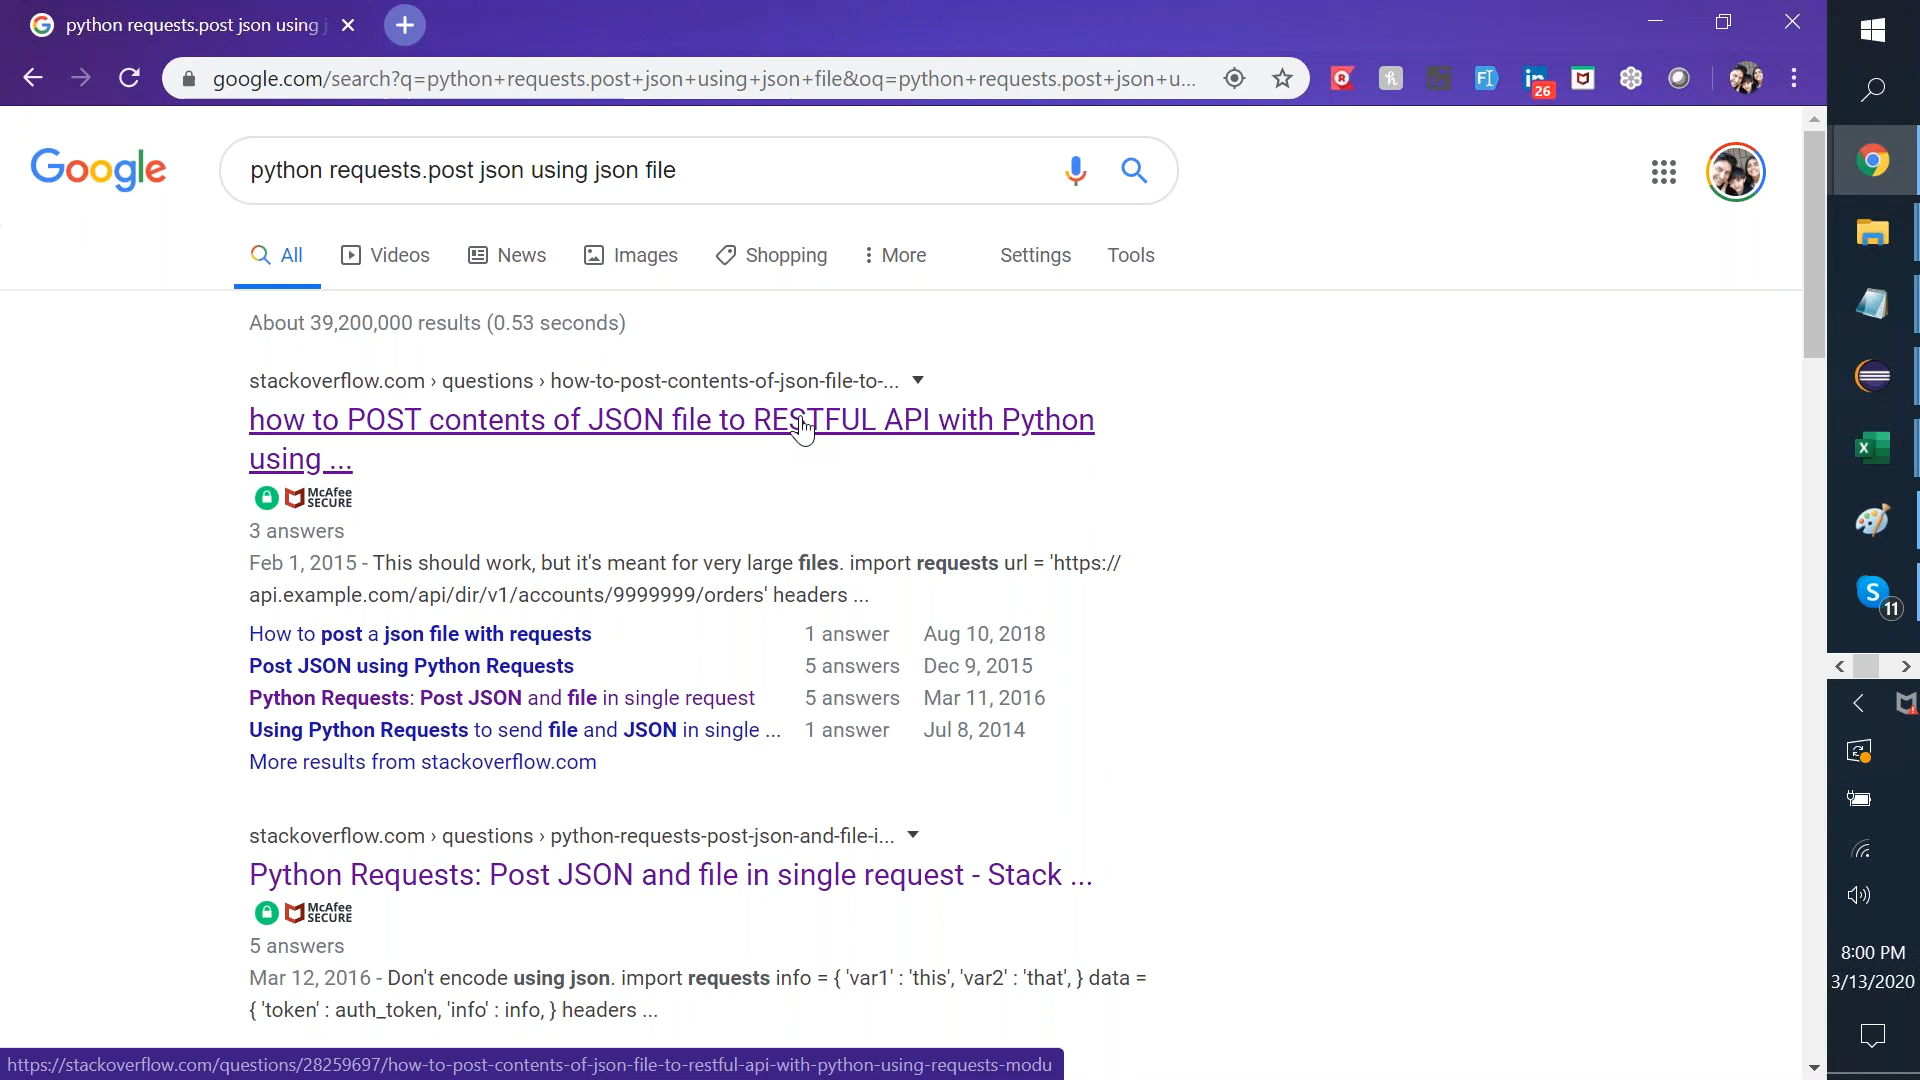 python requests.post json using j
google.com/search?q=python+requests.post+json+using+json+file&oq=python+requests.post+json+u...
26
Google
python requests.post json using json file
All Videos News Images Shopping More Settings Tools
About 39,200,000 results (0.53 seconds)
stackoverflow.com › questions › how-to-post-contents-of-json-file-to-...
how to POST contents of JSON file to RESTFUL API with Python
using ...
McAfee
SECURE
3 answers
Feb 1, 2015 - This should work, but it's meant for very large files. import requests url = 'https://
api.example.com/api/dir/v1/accounts/9999999/orders' headers ...
How to post a json file with requests 1 answer Aug 10, 2018
Post JSON using Python Requests 5 answers Dec 9, 2015
Python Requests: Post JSON and file in single request 5 answers Mar 11, 2016
Using Python Requests to send file and JSON in single ... 1 answer Jul 8, 2014
More results from stackoverflow.com
stackoverflow.com › questions › python-requests-post-json-and-file-i...
Python Requests: Post JSON and file in single request - Stack ...
McAfee
SECURE
5 answers
Mar 12, 2016 - Don't encode using json. import requests info = { 'var1' : 'this', 'var2' : 'that', } data =
{ 'token' : auth_token, 'info' : info, } headers ...
https://stackoverflow.com/questions/28259697/how-to-post-contents-of-json-file-to-restful-api-with-python-using-requests-modu
11
8:00 PM
3/13/2020